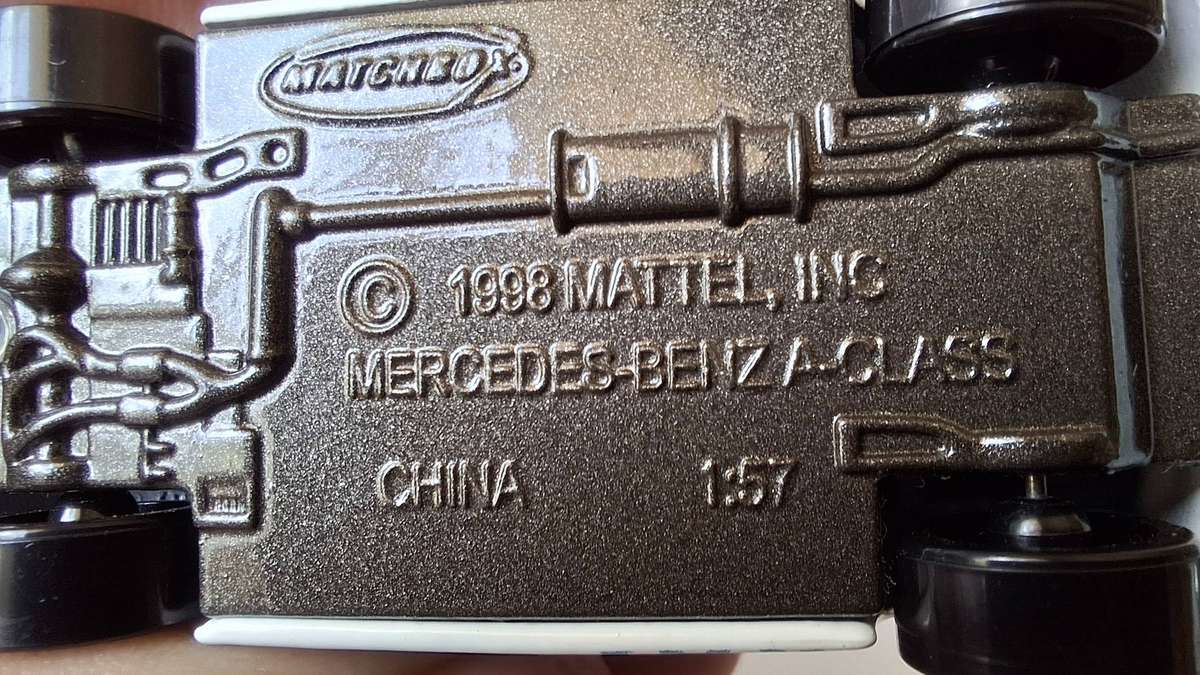 MATCHBOX
© 1998 MATTEL, INC
MERCEDES-BENZ A-CLASS
CHINA 1:57